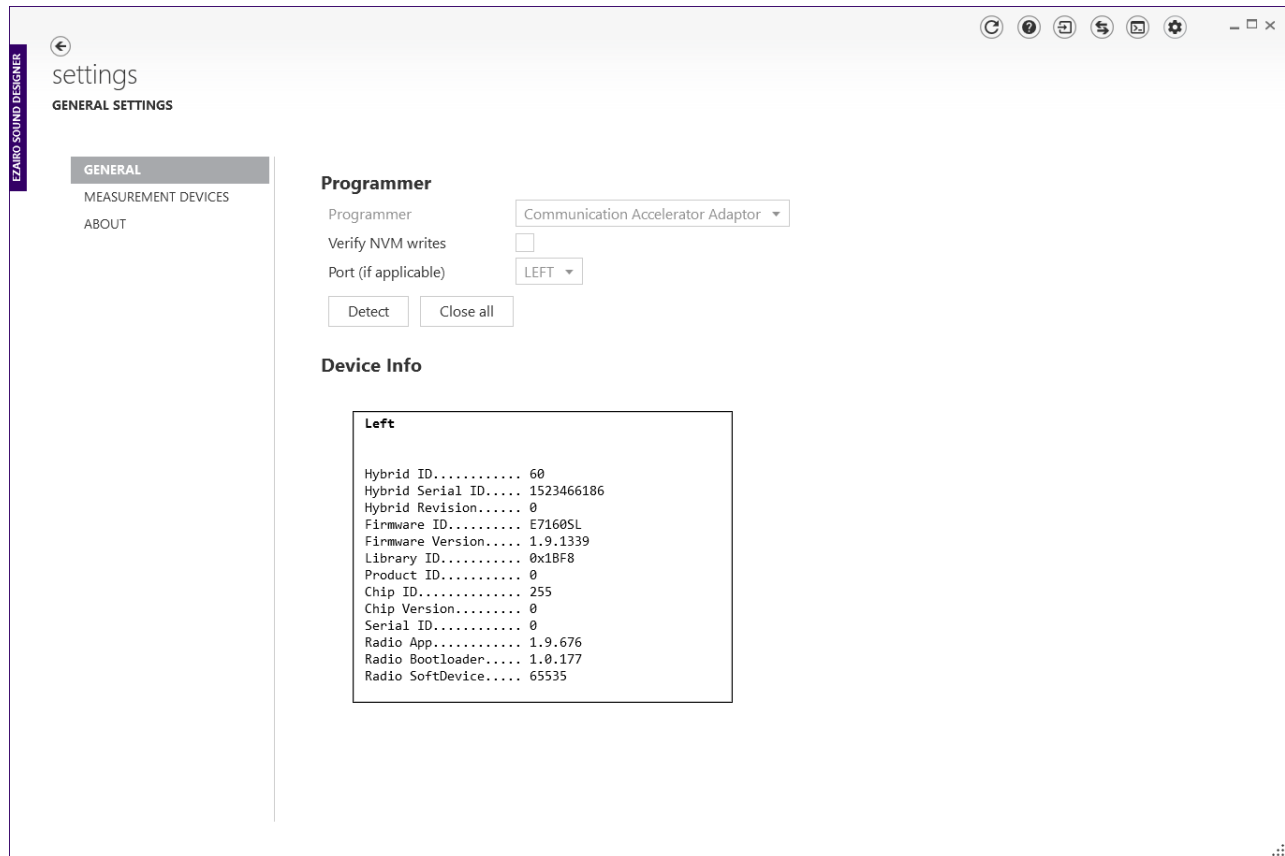 EZAIRO SOUND DESIGNER
settings
GENERAL SETTINGS
GENERAL
MEASUREMENT DEVICES
ABOUT
Programmer
Programmer Communication Accelerator Adaptor
Verify NVM writes
Port (if applicable) LEFT
Detect Close all
Device Info
Left
Hybrid ID............ 60
Hybrid Serial ID..... 1523466186
Hybrid Revision...... 0
Firmware ID.......... E7160SL
Firmware Version..... 1.9.1339
Library ID........... 0x1BF8
Product ID........... 0
Chip ID.............. 255
Chip Version......... 0
Serial ID............ 0
Radio App............ 1.9.676
Radio Bootloader..... 1.0.177
Radio SoftDevice..... 65535